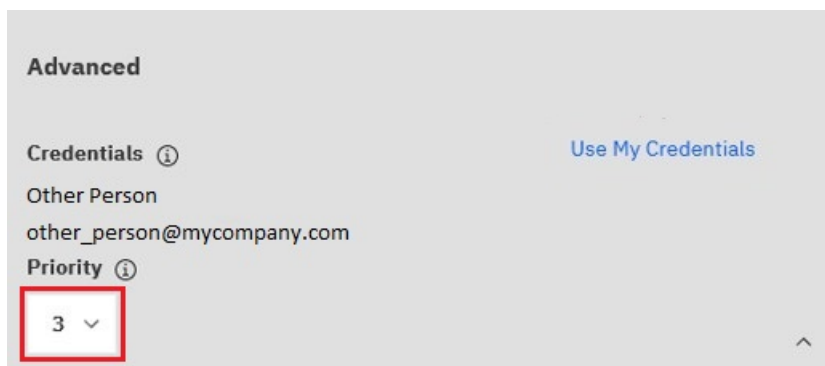 Advanced
Credentials
Use My Credentials
Other Person
other_person@mycompany.com
Priority
3